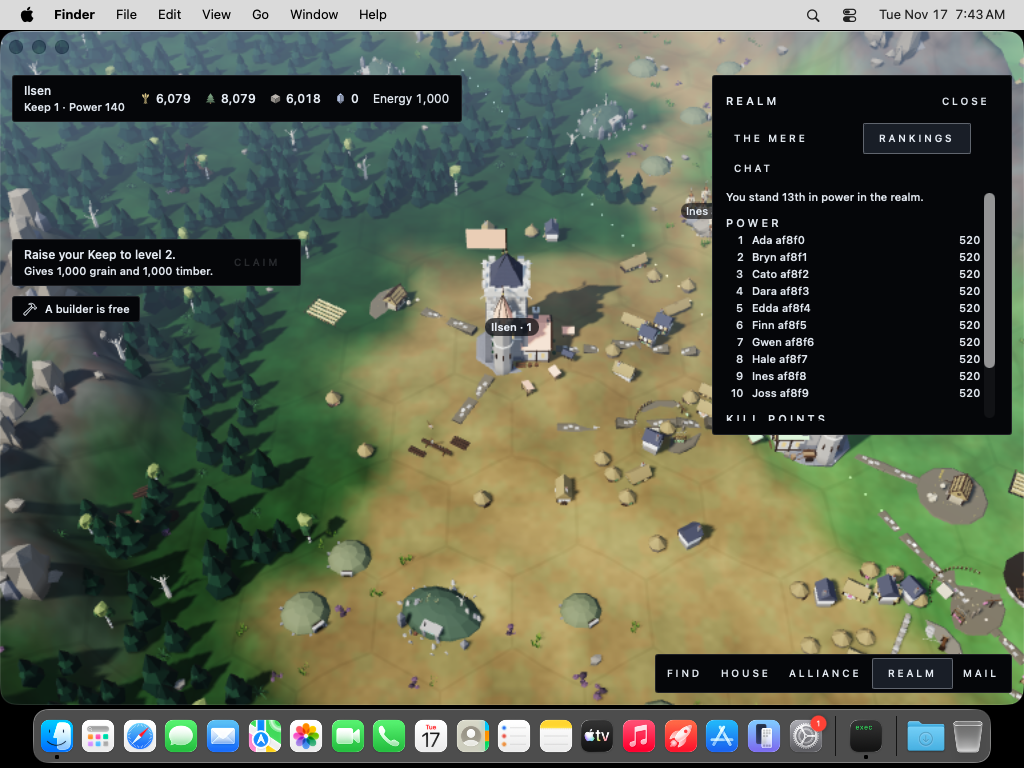 Finder File Edit View Go Window Help Tue Nov 17 7:43 AM
Ilsen
Keep 1 · Power 140
6,079 8,079 6,018 0 Energy 1,000
REALM CLOSE
THE MERE RANKINGS
CHAT
You stand 13th in power in the realm.
POWER
1 Ada af8f0 520
2 Bryn af8f1 520
3 Cato af8f2 520
4 Dara af8f3 520
5 Edda af8f4 520
6 Finn af8f5 520
7 Gwen af8f6 520
8 Hale af8f7 520
9 Ines af8f8 520
10 Joss af8f9 520
KILL POINTS
Ines
Raise your Keep to level 2.
Gives 1,000 grain and 1,000 timber.
CLAIM
A builder is free
Ilsen · 1
FIND HOUSE ALLIANCE REALM MAIL
Tue
17
tv
1
exec